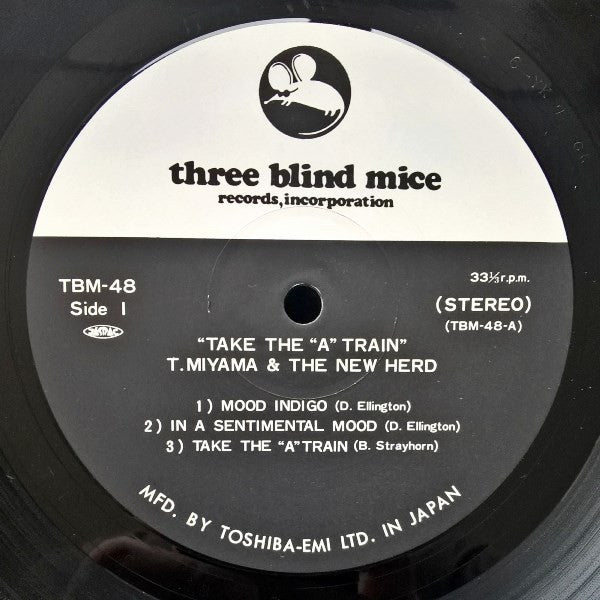 three blind mice
records, incorporation
TBM-48
Side 1
JASRAC
33⅓ r.p.m.
(STEREO)
(TBM-48-A)
"TAKE THE "A" TRAIN"
T. MIYAMA & THE NEW HERD
1) MOOD INDIGO (D. Ellington)
2) IN A SENTIMENTAL MOOD (D. Ellington)
3) TAKE THE "A" TRAIN (B. Strayhorn)
MFD. BY TOSHIBA-EMI LTD. IN JAPAN